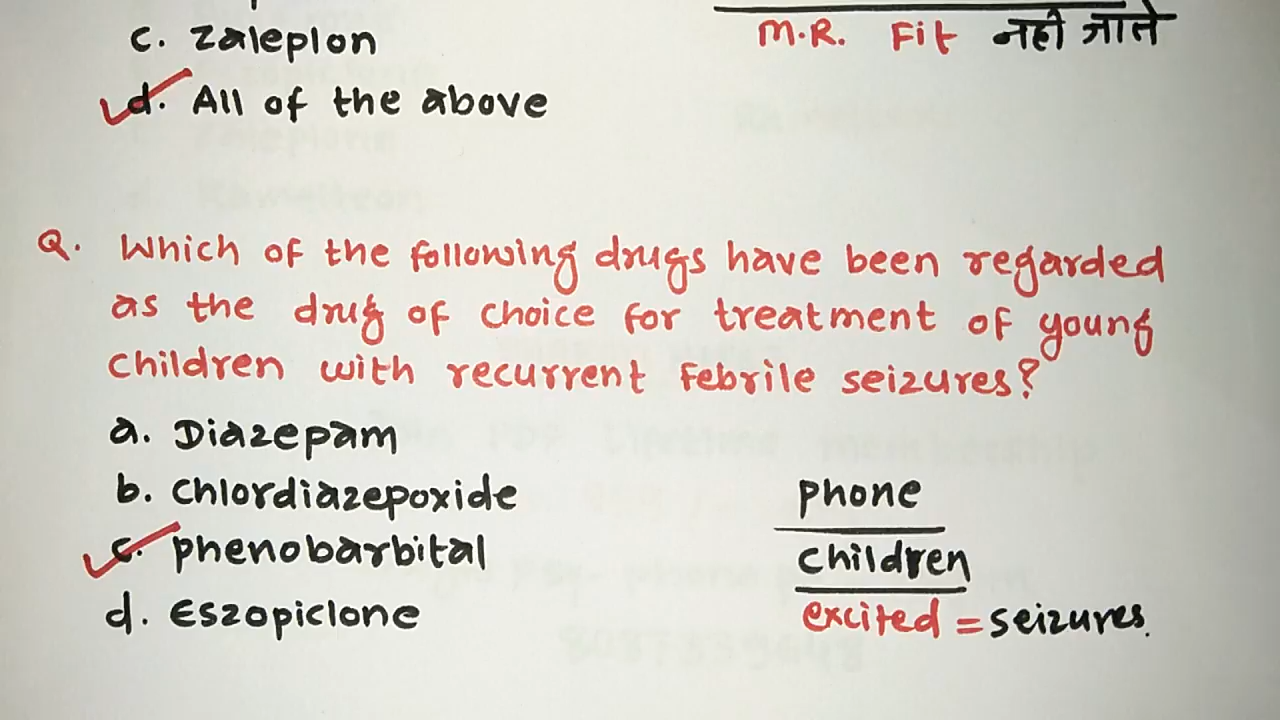 c. Zaleplon
M.R. Fit नही जाते
d. All of the above
Q. Which of the following drugs have been regarded
as the drug of choice for treatment of young
children with recurrent febrile seizures?
a. Diazepam
b. Chlordiazepoxide
phone
c. phenobarbital
children
d. Eszopiclone
excited = seizures.